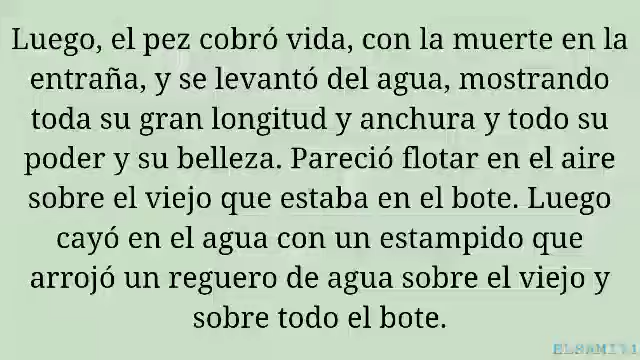 Luego, el pez cobró vida, con la muerte en la
entraña, y se levantó del agua, mostrando
toda su gran longitud y anchura y todo su
poder y su belleza. Pareció flotar en el aire
sobre el viejo que estaba en el bote. Luego
cayó en el agua con un estampido que
arrojó un reguero de agua sobre el viejo y
sobre todo el bote.